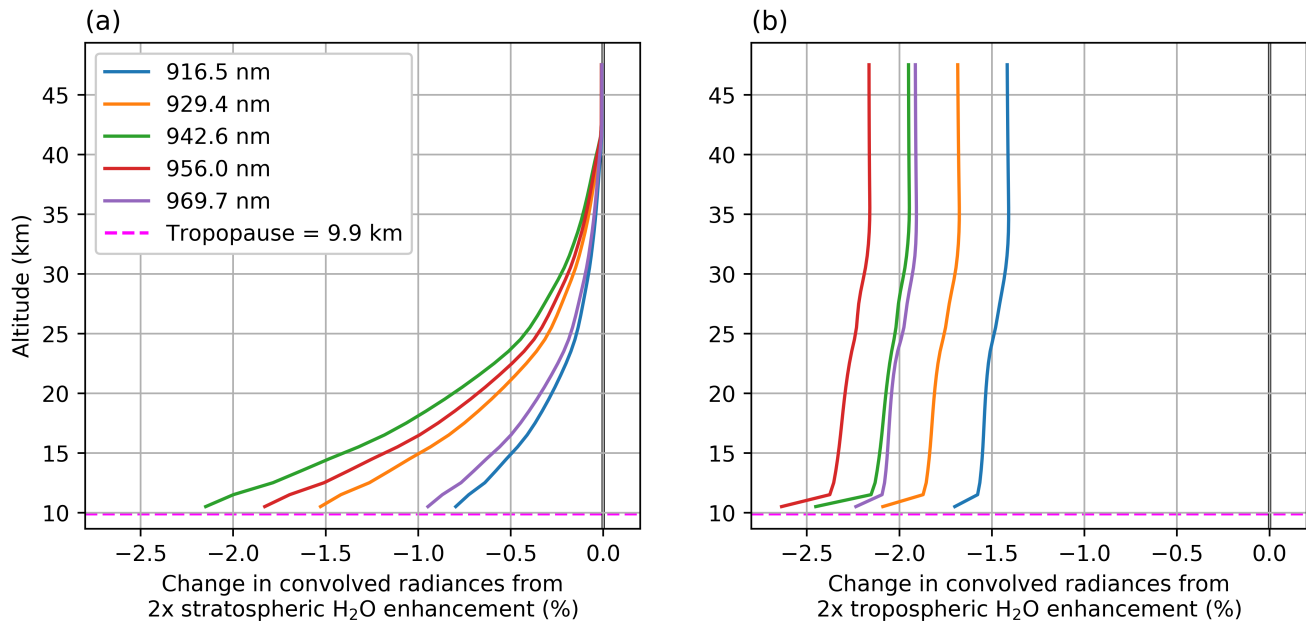 (a)
916.5 nm
929.4 nm
942.6 nm
956.0 nm
969.7 nm
Tropopause = 9.9 km
Altitude (km)
45
40
35
30
25
20
15
10
−2.5 −2.0 −1.5 −1.0 −0.5 0.0
Change in convolved radiances from
2x stratospheric H₂O enhancement (%)
(b)
45
40
35
30
25
20
15
10
−2.5 −2.0 −1.5 −1.0 −0.5 0.0
Change in convolved radiances from
2x tropospheric H₂O enhancement (%)